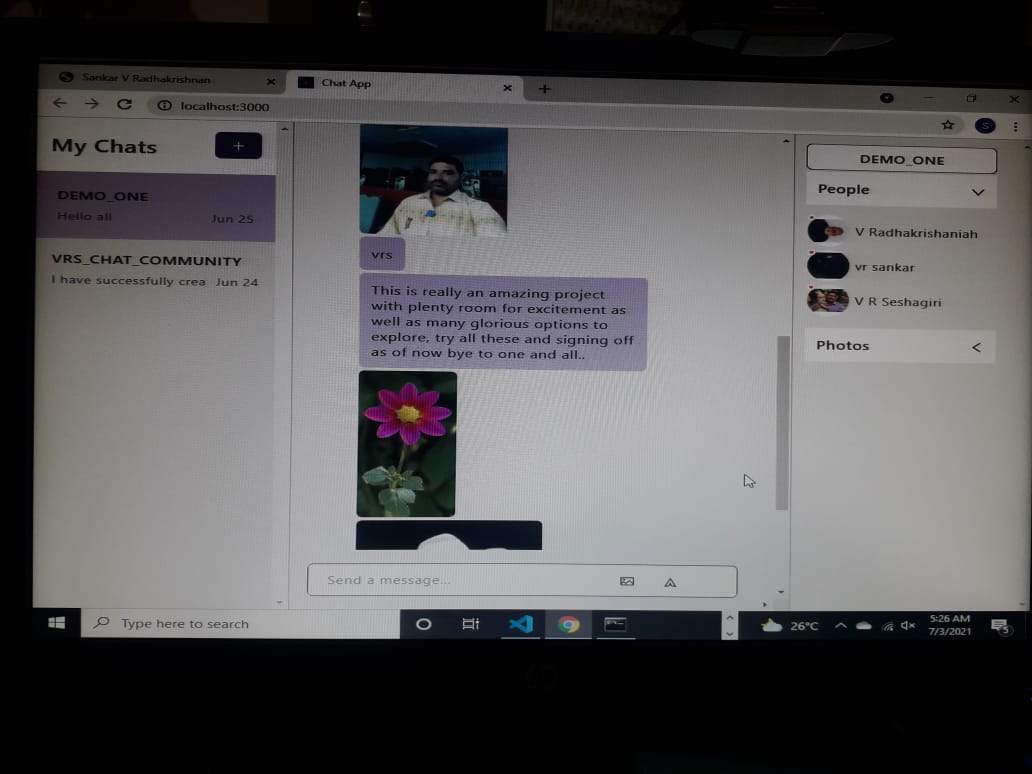 Sankar V Radhakrishnan
Chat App
localhost:3000
S
My Chats
DEMO_ONE
Hello all
Jun 25
VRS_CHAT_COMMUNITY
I have successfully crea
Jun 24
vrs
This is really an amazing project
with plenty room for excitement as
well as many glorious options to
explore, try all these and signing off
as of now bye to one and all..
Send a message...
DEMO_ONE
People
V Radhakrishaniah
vr sankar
V R Seshagiri
Photos
Type here to search
26°C
5:26 AM
7/3/2021
5
hp